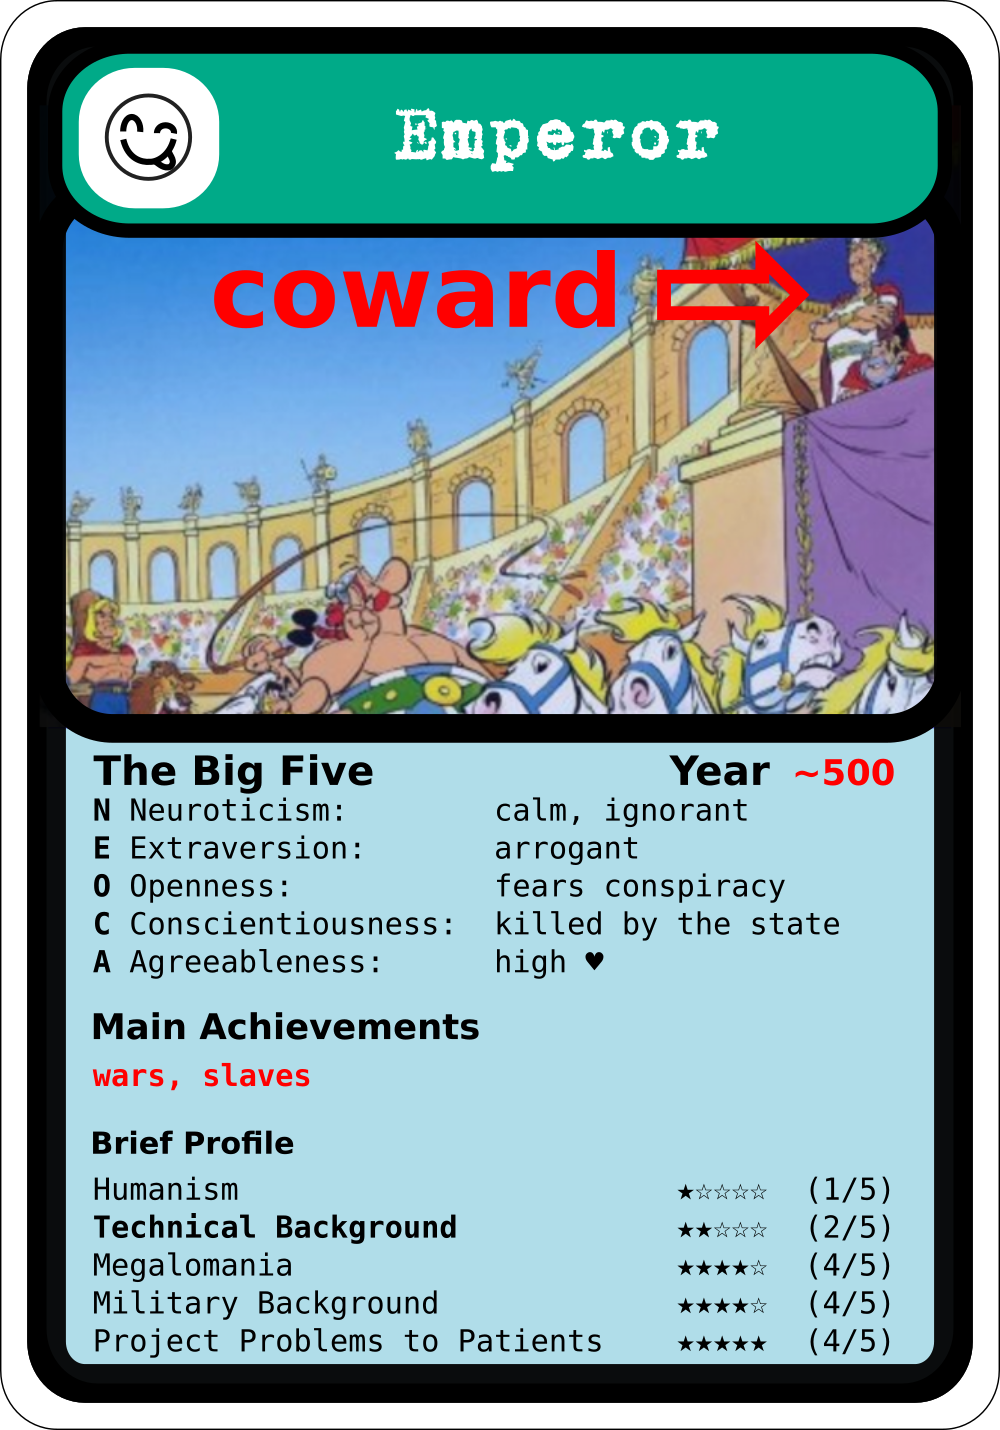 Emperor
coward
The Big Five Year ~500
N Neuroticism: calm, ignorant
E Extraversion: arrogant
O Openness: fears conspiracy
C Conscientiousness: killed by the state
A Agreeableness: high ♥
Main Achievements
wars, slaves
Brief Profile
Humanism ★☆☆☆☆ (1/5)
Technical Background ★★☆☆☆ (2/5)
Megalomania ★★★★☆ (4/5)
Military Background ★★★★☆ (4/5)
Project Problems to Patients ★★★★★ (4/5)